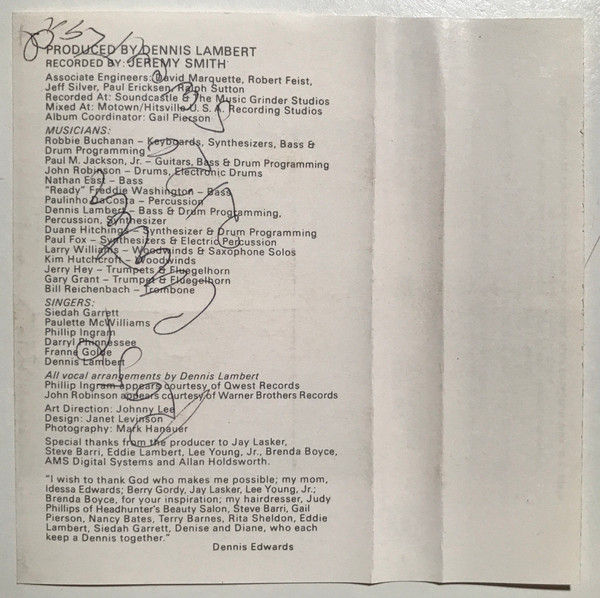 PRODUCED BY DENNIS LAMBERT
RECORDED BY: JEREMY SMITH
Associate Engineers: David Marquette, Robert Feist,
Jeff Silver, Paul Ericksen, Ralph Sutton
Recorded At: Soundcastle & The Music Grinder Studios
Mixed At: Motown/Hitsville U. S. A. Recording Studios
Album Coordinator: Gail Pierson
MUSICIANS:
Robbie Buchanan – Keyboards, Synthesizers, Bass &
Drum Programming
Paul M. Jackson, Jr. – Guitars, Bass & Drum Programming
John Robinson – Drums, Electronic Drums
Nathan East – Bass
"Ready" Freddie Washington – Bass
Paulinho DaCosta – Percussion
Dennis Lambert – Bass & Drum Programming,
Percussion, Synthesizer
Duane Hitchings – Synthesizer & Drum Programming
Paul Fox – Synthesizers & Electric Percussion
Larry Williams – Woodwinds & Saxophone Solos
Kim Hutchcroft – Woodwinds
Jerry Hey – Trumpets & Fluegelhorn
Gary Grant – Trumpet & Fluegelhorn
Bill Reichenbach – Trombone
SINGERS:
Siedah Garrett
Paulette McWilliams
Phillip Ingram
Darryl Phinnessee
Franne Golde
Dennis Lambert
All vocal arrangements by Dennis Lambert
Phillip Ingram appears courtesy of Qwest Records
John Robinson appears courtesy of Warner Brothers Records
Art Direction: Johnny Lee
Design: Janet Levinson
Photography: Mark Hanauer
Special thanks from the producer to Jay Lasker,
Steve Barri, Eddie Lambert, Lee Young, Jr., Brenda Boyce,
AMS Digital Systems and Allan Holdsworth.
"I wish to thank God who makes me possible; my mom,
Idessa Edwards; Berry Gordy, Jay Lasker, Lee Young, Jr.;
Brenda Boyce, for your inspiration; my hairdresser, Judy
Phillips of Headhunter's Beauty Salon, Steve Barri, Gail
Pierson, Nancy Bates, Terry Barnes, Rita Sheldon, Eddie
Lambert, Siedah Garrett, Denise and Diane, who each
keep a Dennis together."
Dennis Edwards